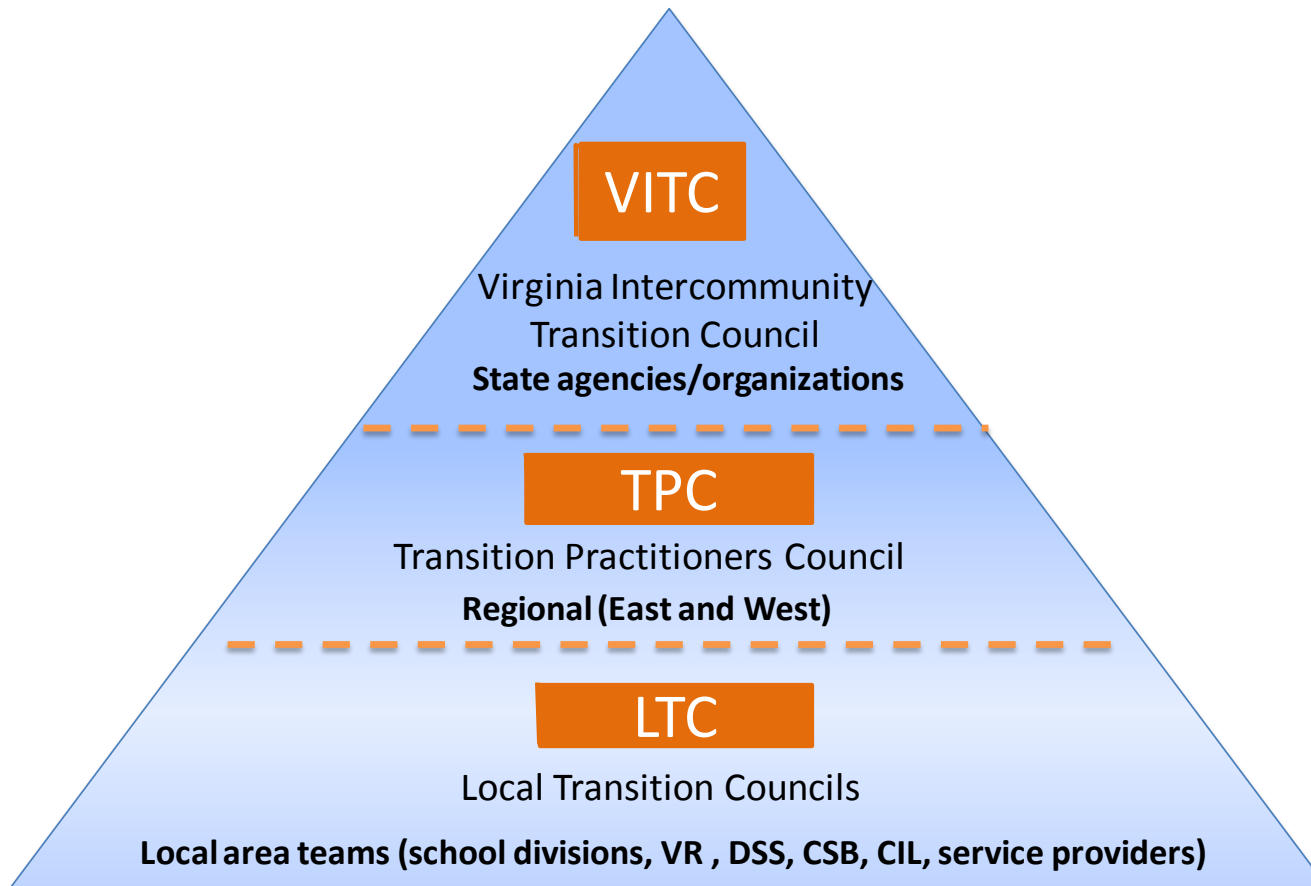 VITC
Virginia Intercommunity
Transition Council
State agencies/organizations
TPC
Transition Practitioners Council
Regional (East and West)
LTC
Local Transition Councils
Local area teams (school divisions, VR , DSS, CSB, CIL, service providers)